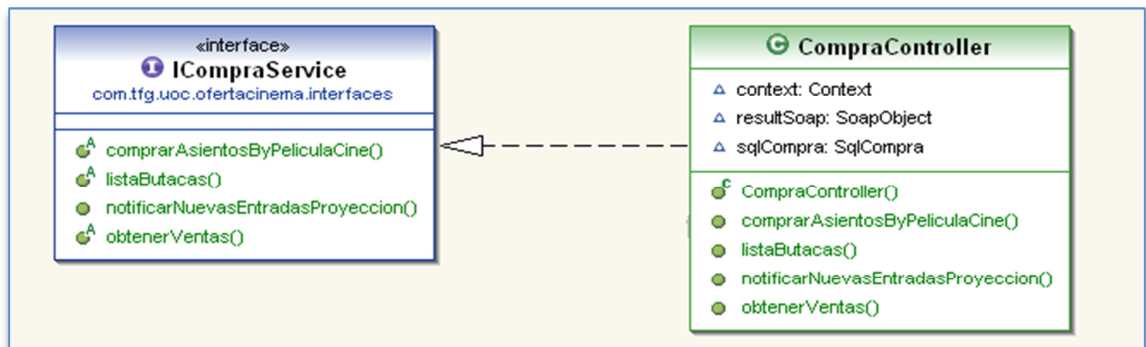 «interface»
ICompraService
com.tfg.uoc.ofertacinema.interfaces
comprarAsientosByPeliculaCine()
listaButacas()
notificarNuevasEntradasProyeccion()
obtenerVentas()
CompraController
context: Context
resultSoap: SoapObject
sqlCompra: SqlCompra
CompraController()
comprarAsientosByPeliculaCine()
listaButacas()
notificarNuevasEntradasProyeccion()
obtenerVentas()